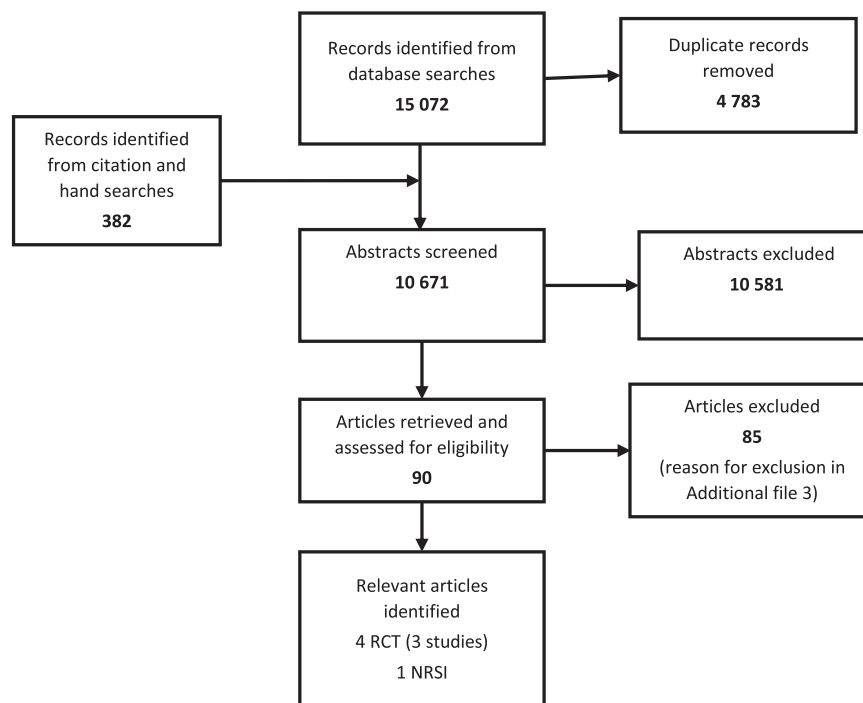 Records identified from
database searches
15 072
Duplicate records
removed
4 783
Records identified
from citation and
hand searches
382
Abstracts screened
10 671
Abstracts excluded
10 581
Articles retrieved and
assessed for eligibility
90
Articles excluded
85
(reason for exclusion in
Additional file 3)
Relevant articles
identified
4 RCT (3 studies)
1 NRSI